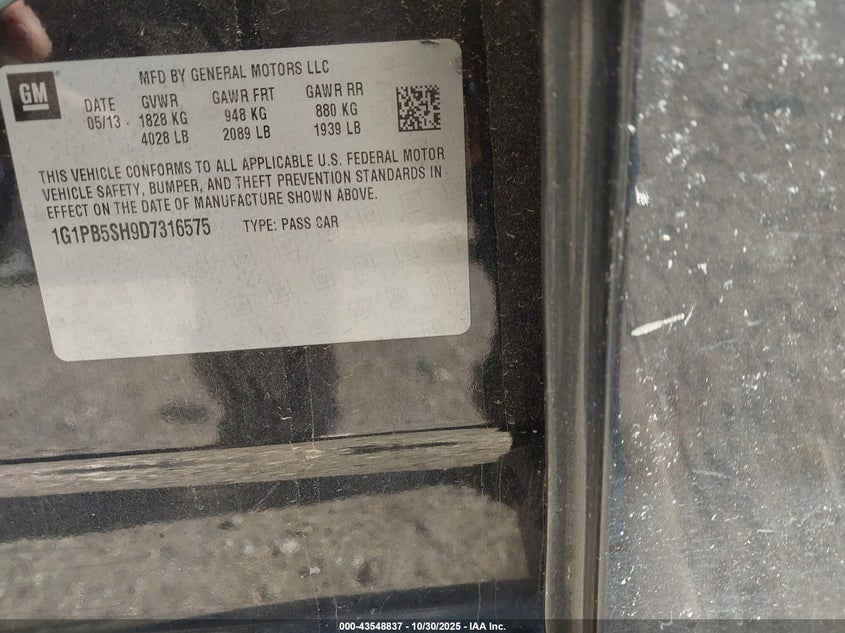 MFD BY GENERAL MOTORS LLC
GM
DATE GVWR GAWR FRT GAWR RR
05/13 1828 KG 948 KG 880 KG
4028 LB 2089 LB 1939 LB
THIS VEHICLE CONFORMS TO ALL APPLICABLE U.S. FEDERAL MOTOR
VEHICLE SAFETY, BUMPER, AND THEFT PREVENTION STANDARDS IN
EFFECT ON THE DATE OF MANUFACTURE SHOWN ABOVE.
1G1PB5SH9D7316575 TYPE: PASS CAR
000-43548837 - 10/30/2025 - IAA Inc.